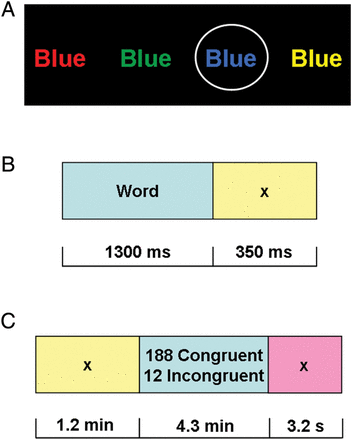 A
Blue Blue Blue Blue
B
Word x
1300 ms 350 ms
C
x 188 Congruent 12 Incongruent x
1.2 min 4.3 min 3.2 s